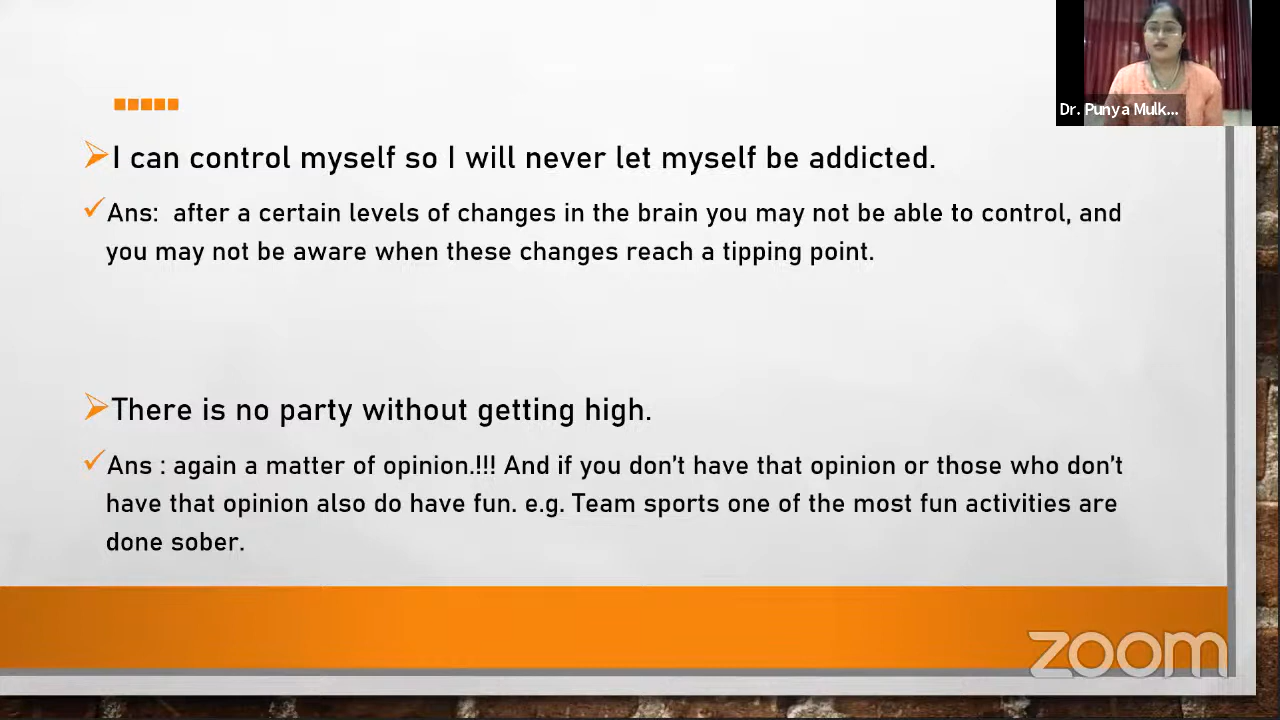 Dr. Punya Mulk...
.....
I can control myself so I will never let myself be addicted.
Ans: after a certain levels of changes in the brain you may not be able to control, and
you may not be aware when these changes reach a tipping point.
There is no party without getting high.
Ans : again a matter of opinion.!!! And if you don't have that opinion or those who don't
have that opinion also do have fun. e.g. Team sports one of the most fun activities are
done sober.
zoom